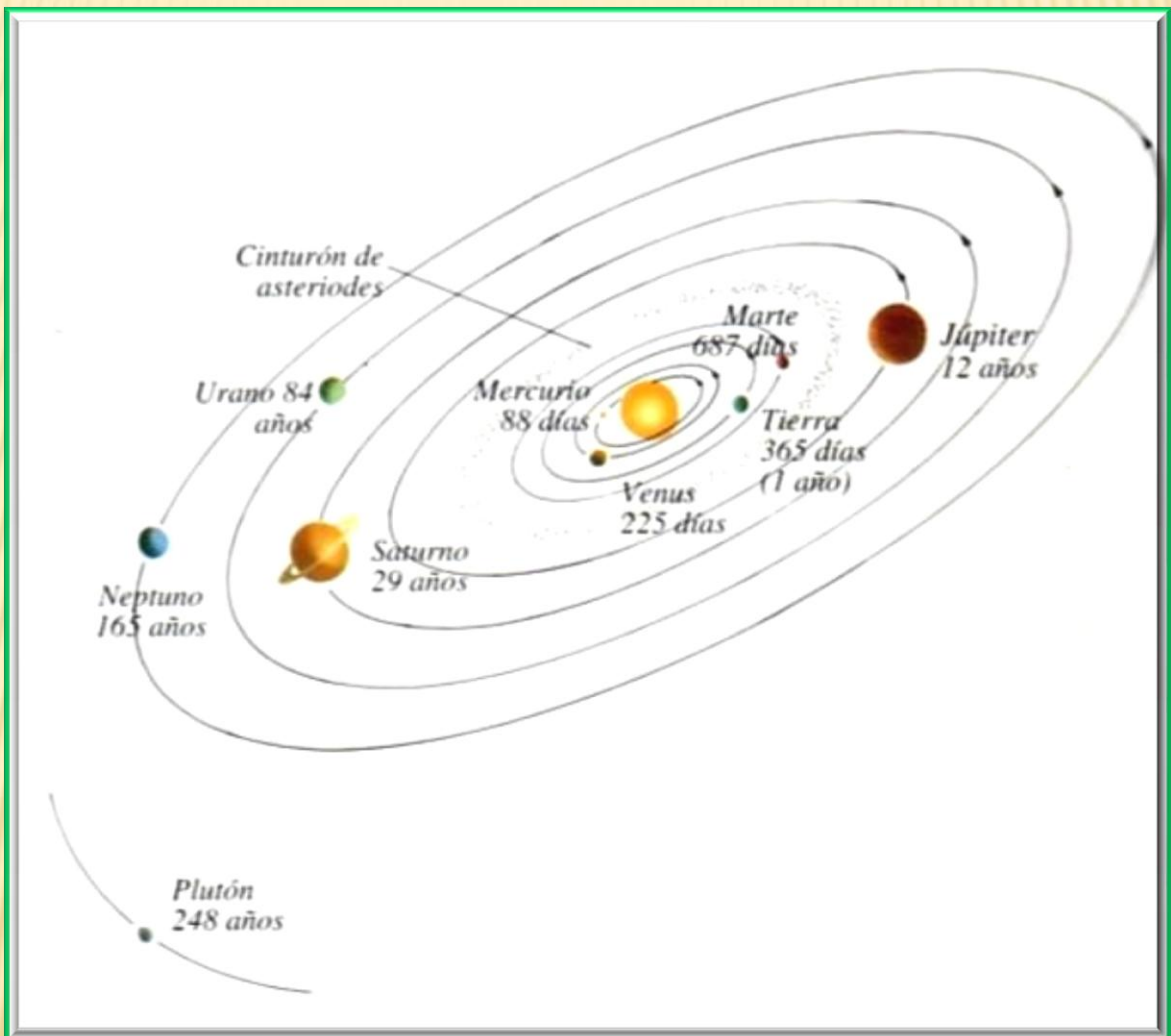 Cinturón de
asteriodes
Marte
687 días
Júpiter
12 años
Urano 84
años
Mercurio
88 días
Tierra
365 días
(1 año)
Venus
225 días
Saturno
29 años
Neptuno
165 años
Plutón
248 años